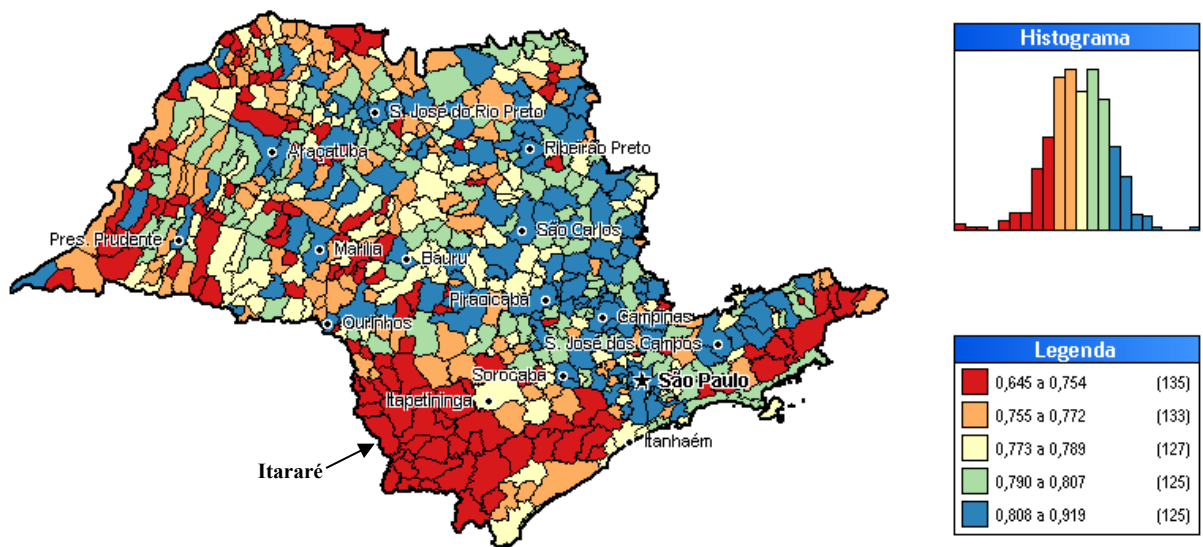 Histograma
S. José do Rio Preto
Araçatuba
Ribeirão Preto
São Carlos
Pres. Prudente
Marília
Bauru
Piracicaba
Campinas
Ourinhos
S. José dos Campos
Sorocaba
São Paulo
Itapetininga
Itanhaém
Itararé
Legenda
0,645 a 0,754 (135)
0,755 a 0,772 (133)
0,773 a 0,789 (127)
0,790 a 0,807 (125)
0,808 a 0,919 (125)